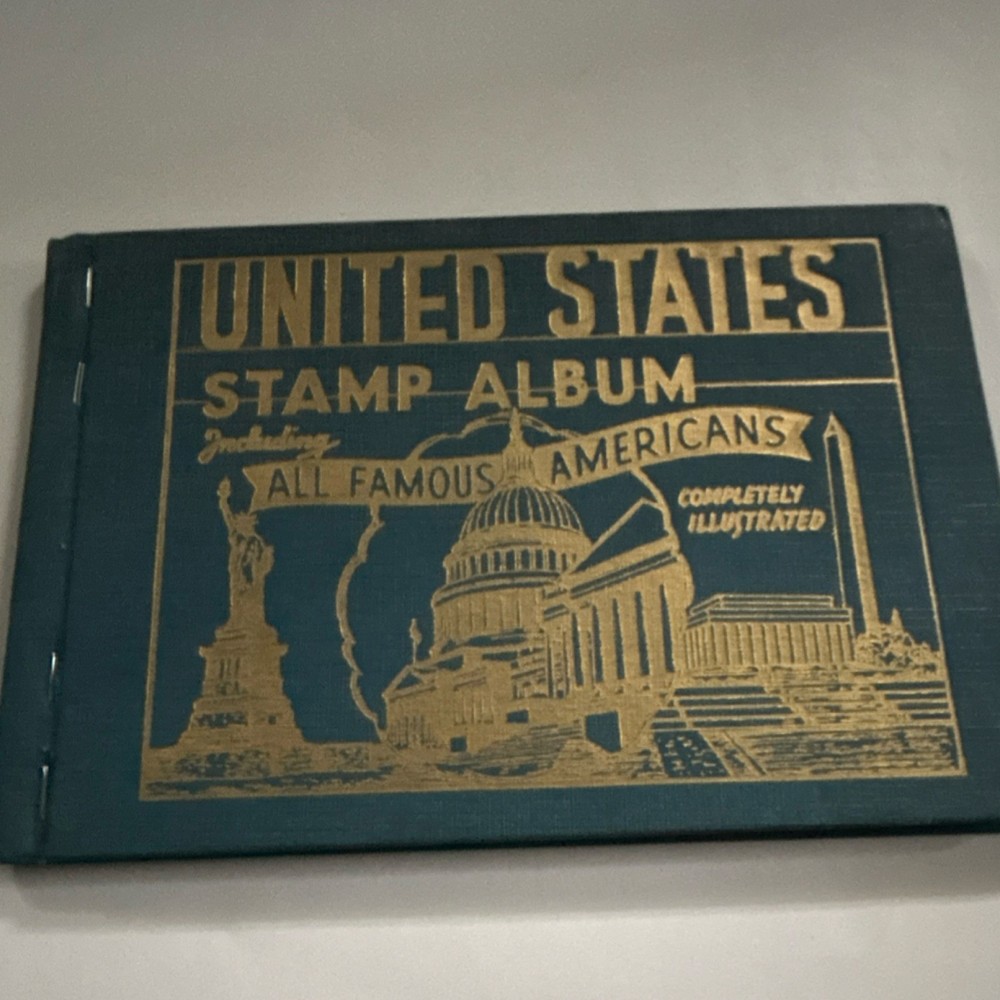 UNITED STATES
STAMP ALBUM
Including
ALL FAMOUS AMERICANS
COMPLETELY
ILLUSTRATED